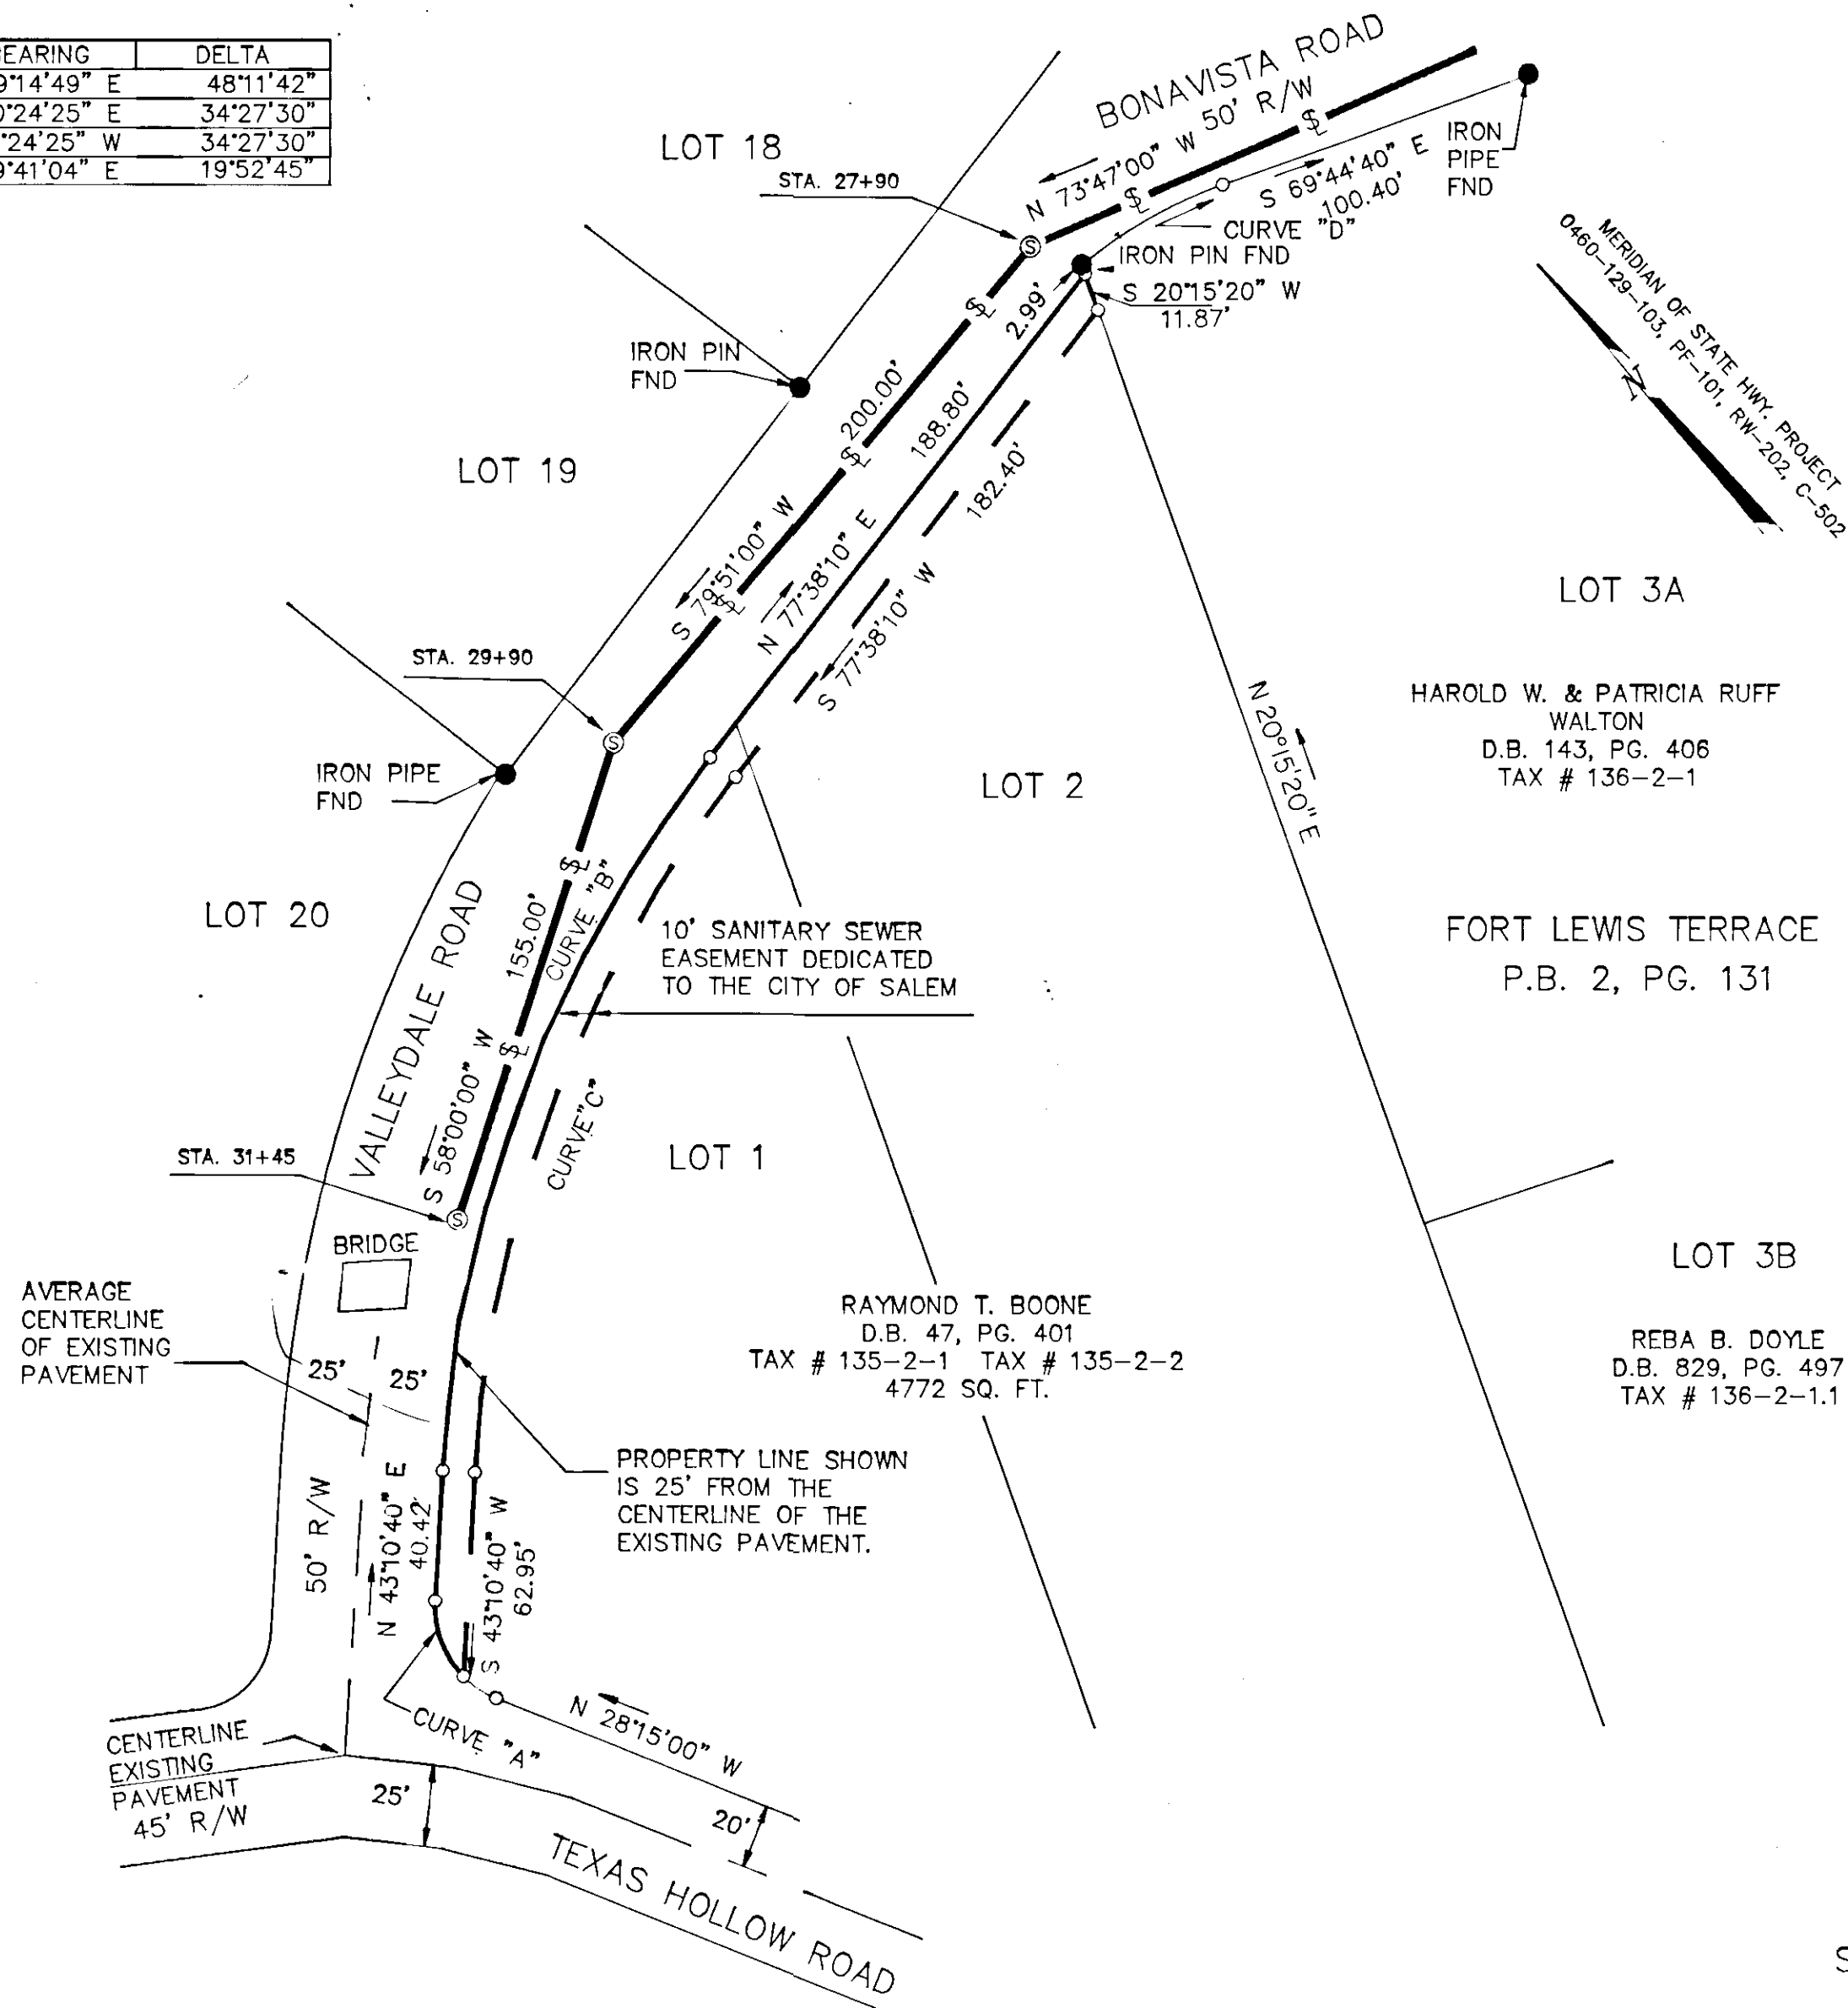 BEARING DELTA
9°14'49" E 48°11'42"
0°24'25" E 34°27'30"
°24'25" W 34°27'30"
9°41'04" E 19°52'45"
BONAVISTA ROAD
50' R/W
N 73°47'00" W
LOT 18
STA. 27+90
S 69°44'40" E
100.40'
IRON
PIPE
FND
CURVE "D"
IRON PIN FND
S 20°15'20" W
11.87'
2.99'
MERIDIAN OF STATE HWY. PROJECT
0460-129-103, PF-101, RW-202, C-502
N
IRON PIN
FND
200.00'
188.80'
182.40'
LOT 19
S 79°51'00" W
N 77°38'10" E
S 77°38'10" W
LOT 3A
STA. 29+90
HAROLD W. & PATRICIA RUFF
WALTON
D.B. 143, PG. 406
TAX # 136-2-1
N 20°15'20" E
IRON PIPE
FND
LOT 2
LOT 20
VALLEYDALE ROAD
155.00'
CURVE "B"
10' SANITARY SEWER
EASEMENT DEDICATED
TO THE CITY OF SALEM
FORT LEWIS TERRACE
P.B. 2, PG. 131
S 58°00'00" W
CURVE "C"
STA. 31+45
LOT 1
BRIDGE
LOT 3B
AVERAGE
CENTERLINE
OF EXISTING
PAVEMENT
25'
25'
RAYMOND T. BOONE
D.B. 47, PG. 401
TAX # 135-2-1 TAX # 135-2-2
4772 SQ. FT.
REBA B. DOYLE
D.B. 829, PG. 497
TAX # 136-2-1.1
PROPERTY LINE SHOWN
IS 25' FROM THE
CENTERLINE OF THE
EXISTING PAVEMENT.
50' R/W
N 43°10'40" E
40.42'
S 43°10'40" W
62.95'
N 28°15'00" W
CURVE "A"
CENTERLINE
EXISTING
PAVEMENT
45' R/W
25'
20'
TEXAS HOLLOW ROAD
S